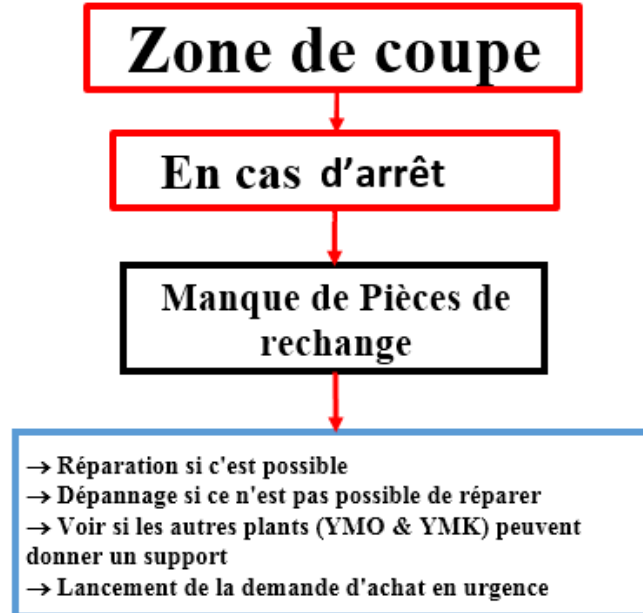 Zone de coupe
En cas d'arrêt
Manque de Pièces de
rechange
→ Réparation si c'est possible
→ Dépannage si ce n'est pas possible de réparer
→ Voir si les autres plants (YMO & YMK) peuvent
donner un support
→ Lancement de la demande d'achat en urgence